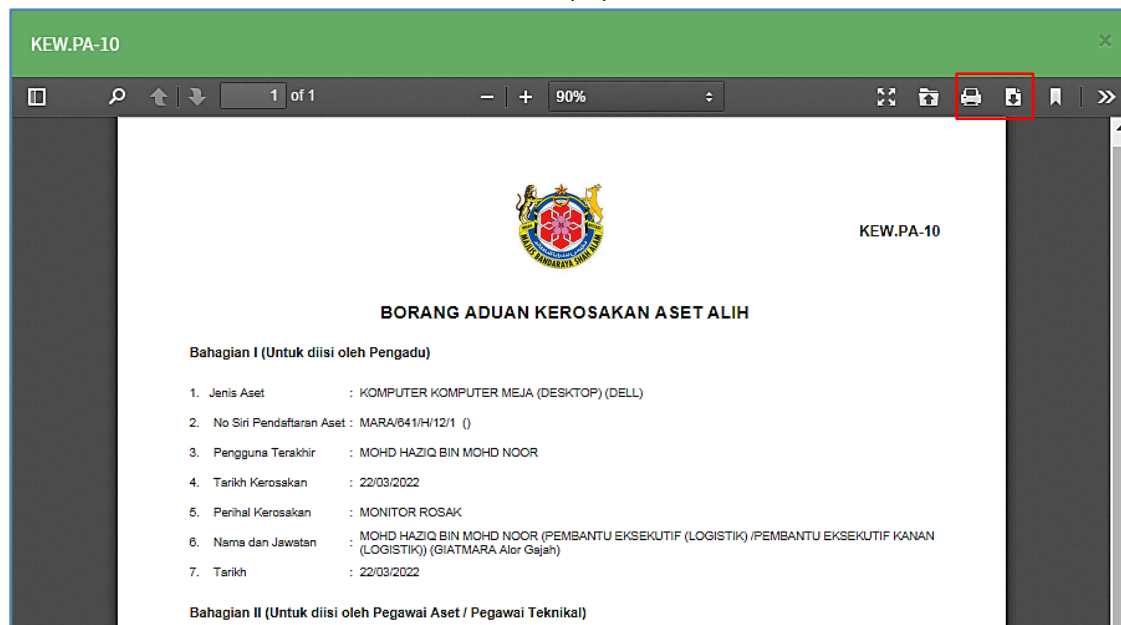 KEW.PA-10
1 of 1
90%
MAJLIS BANDARAYA SHAH ALAM
KEW.PA-10
BORANG ADUAN KEROSAKAN ASET ALIH
Bahagian I (Untuk diisi oleh Pengadu)
1. Jenis Aset : KOMPUTER KOMPUTER MEJA (DESKTOP) (DELL)
2. No Siri Pendaftaran Aset : MARA/641/H/12/1 ()
3. Pengguna Terakhir : MOHD HAZIQ BIN MOHD NOOR
4. Tarikh Kerosakan : 22/03/2022
5. Perihal Kerosakan : MONITOR ROSAK
6. Nama dan Jawatan : MOHD HAZIQ BIN MOHD NOOR (PEMBANTU EKSEKUTIF (LOGISTIK) /PEMBANTU EKSEKUTIF KANAN
(LOGISTIK)) (GIATMARA Alor Gajah)
7. Tarikh : 22/03/2022
Bahagian II (Untuk diisi oleh Pegawai Aset / Pegawai Teknikal)